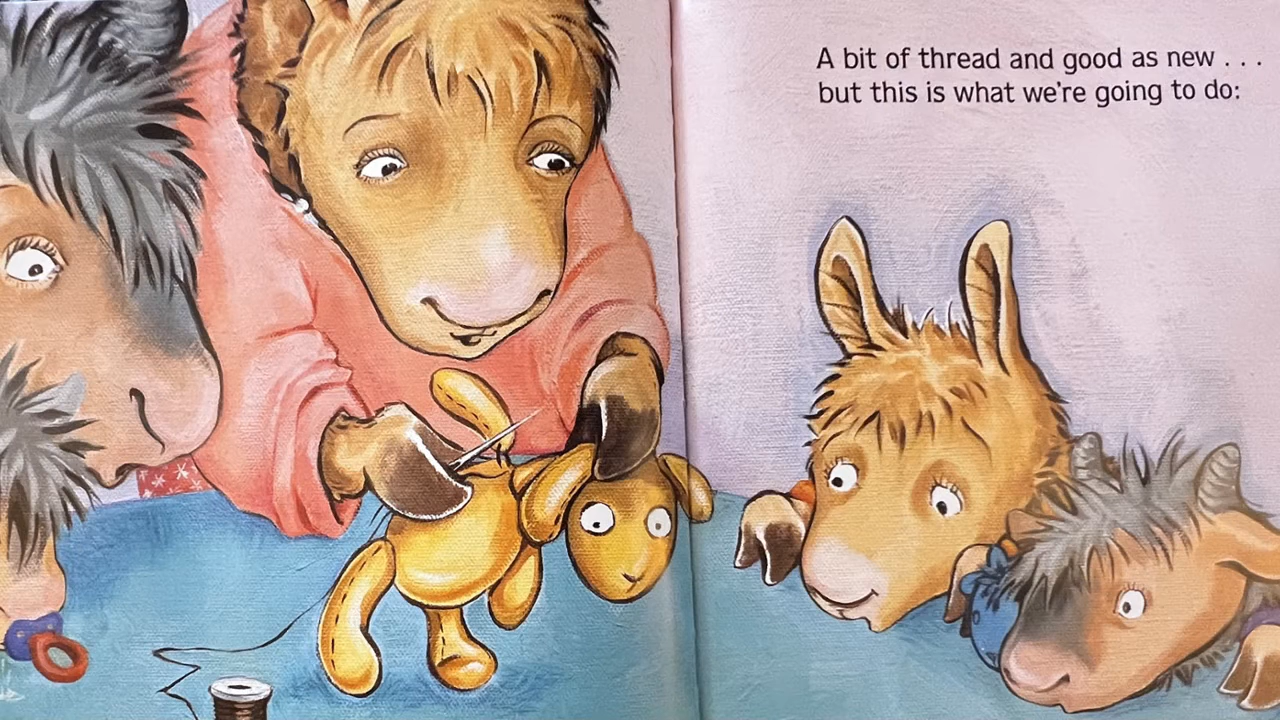 A bit of thread and good as new . . .
but this is what we're going to do: